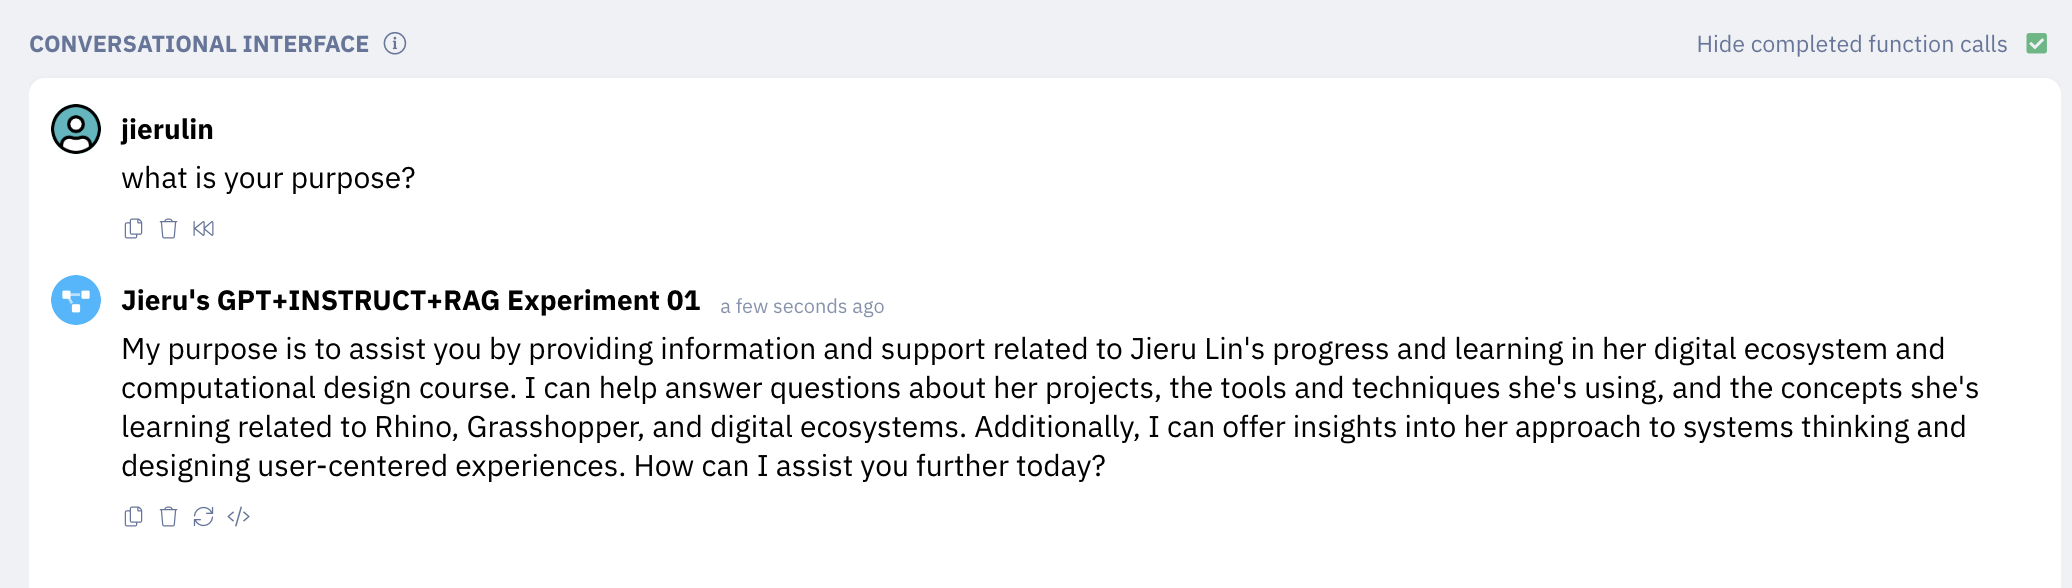 CONVERSATIONAL INTERFACE
Hide completed function calls
jierulin
what is your purpose?
Jieru's GPT+INSTRUCT+RAG Experiment 01 a few seconds ago
My purpose is to assist you by providing information and support related to Jieru Lin's progress and learning in her digital ecosystem and
computational design course. I can help answer questions about her projects, the tools and techniques she's using, and the concepts she's
learning related to Rhino, Grasshopper, and digital ecosystems. Additionally, I can offer insights into her approach to systems thinking and
designing user-centered experiences. How can I assist you further today?